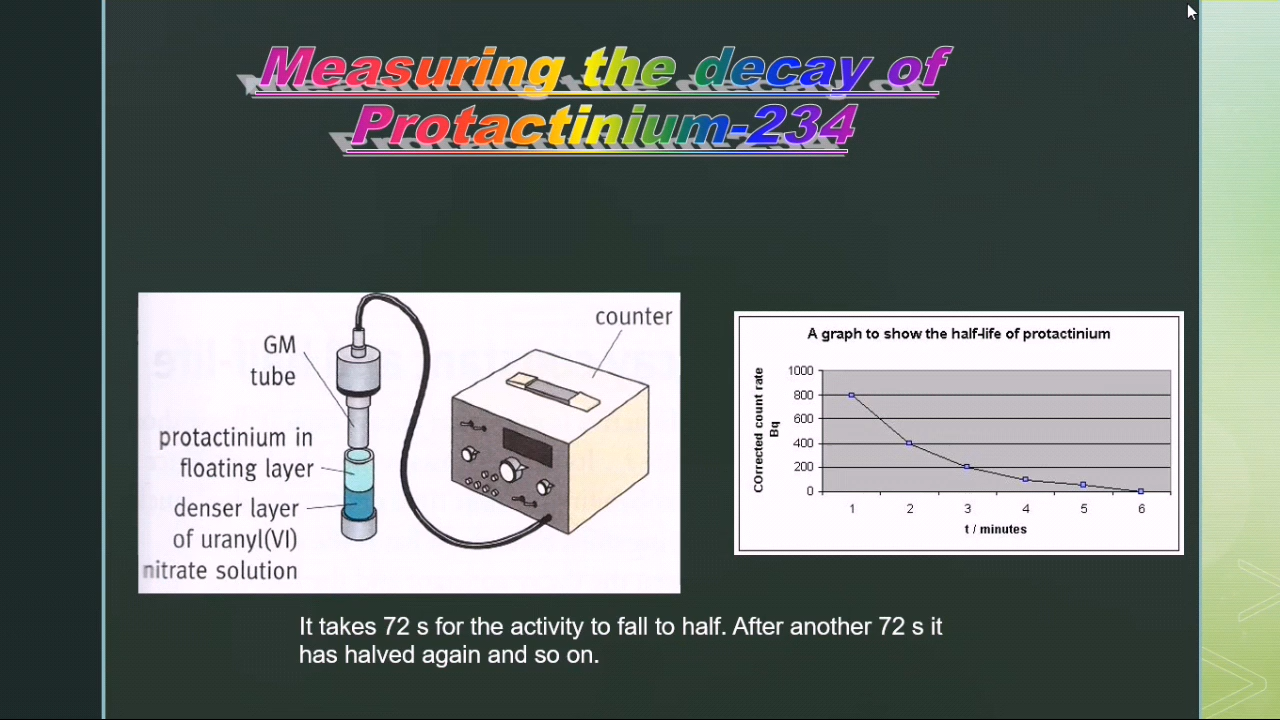 Measuring the decay of
Protactinium-234
GM
tube
protactinium in
floating layer
denser layer
of uranyl(VI)
nitrate solution
counter
A graph to show the half-life of protactinium
COrrected count rate
Bq
1000
800
600
400
200
0
1 2 3 4 5 6
t / minutes
It takes 72 s for the activity to fall to half. After another 72 s it
has halved again and so on.